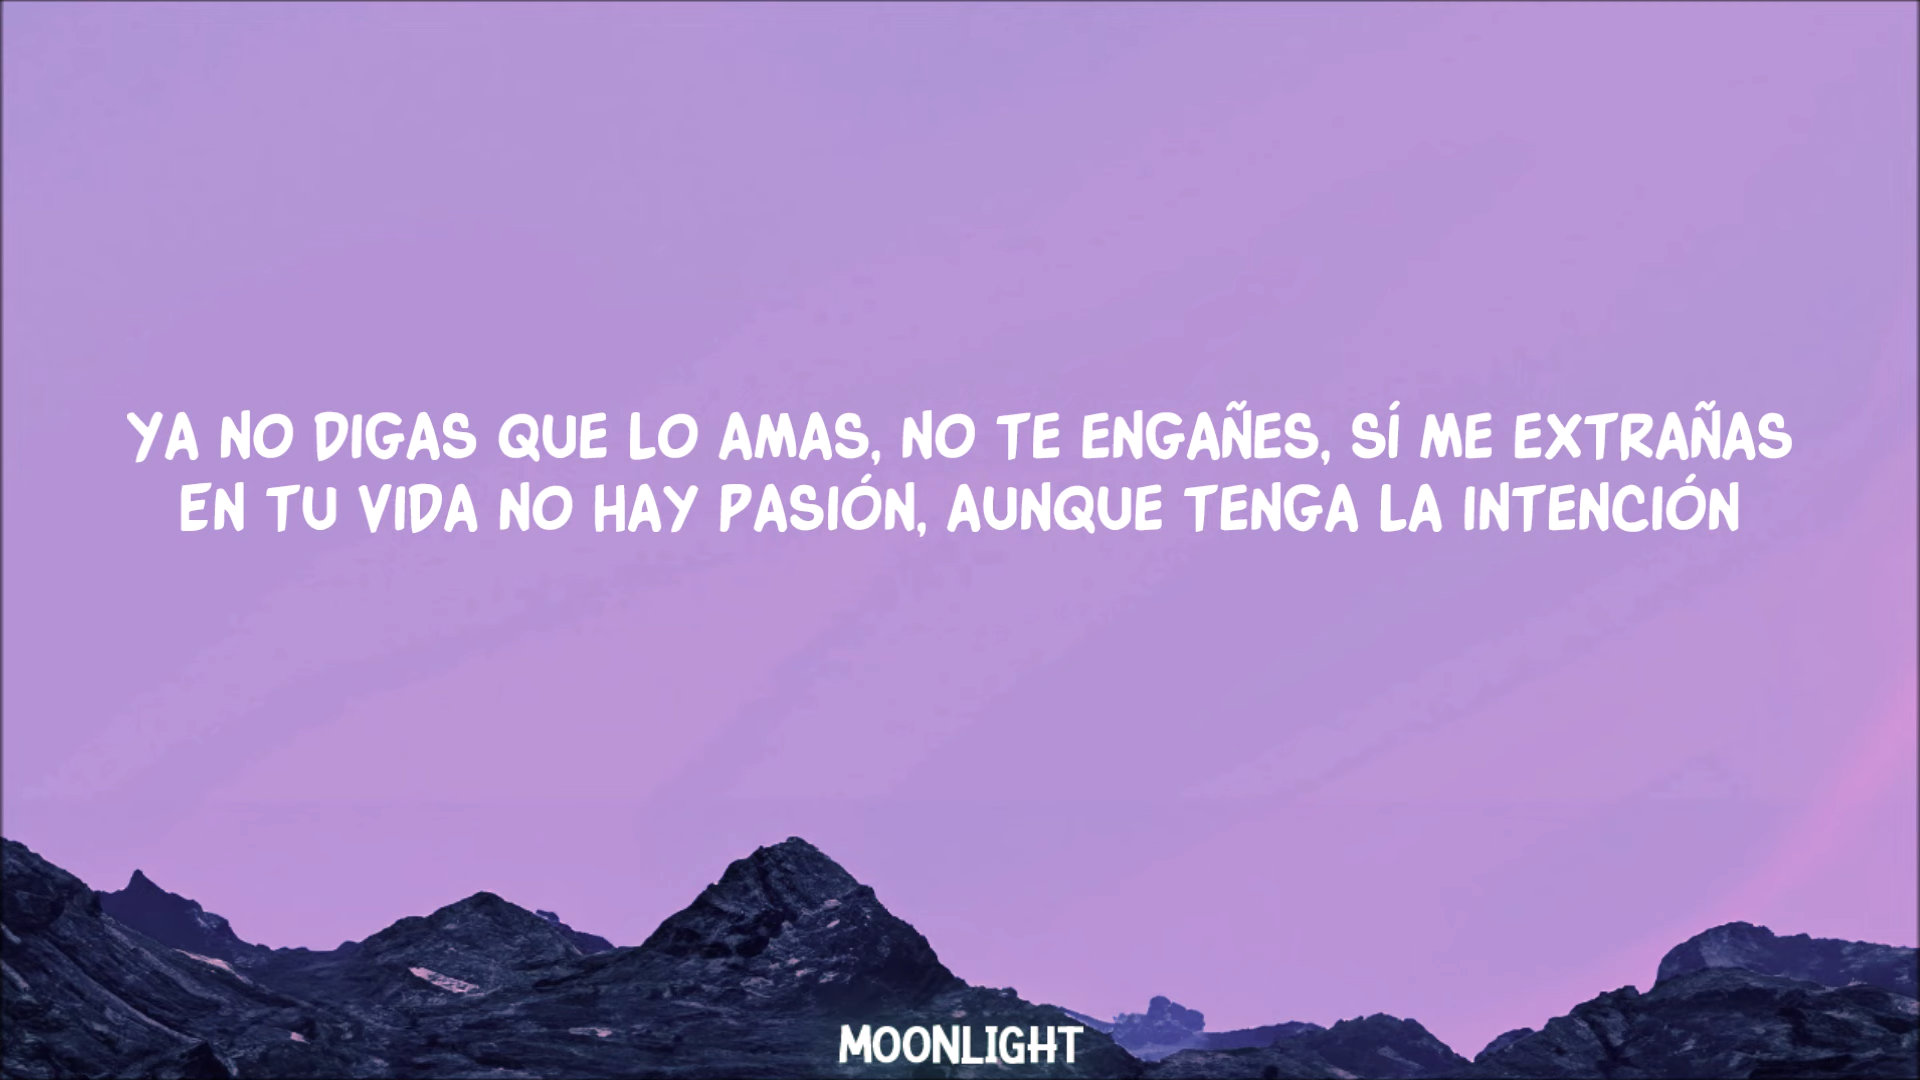 YA NO DIGAS QUE LO AMAS, NO TE ENGAÑES, SÍ ME EXTRAÑAS
EN TU VIDA NO HAY PASIÓN, AUNQUE TENGA LA INTENCIÓN
MOONLIGHT